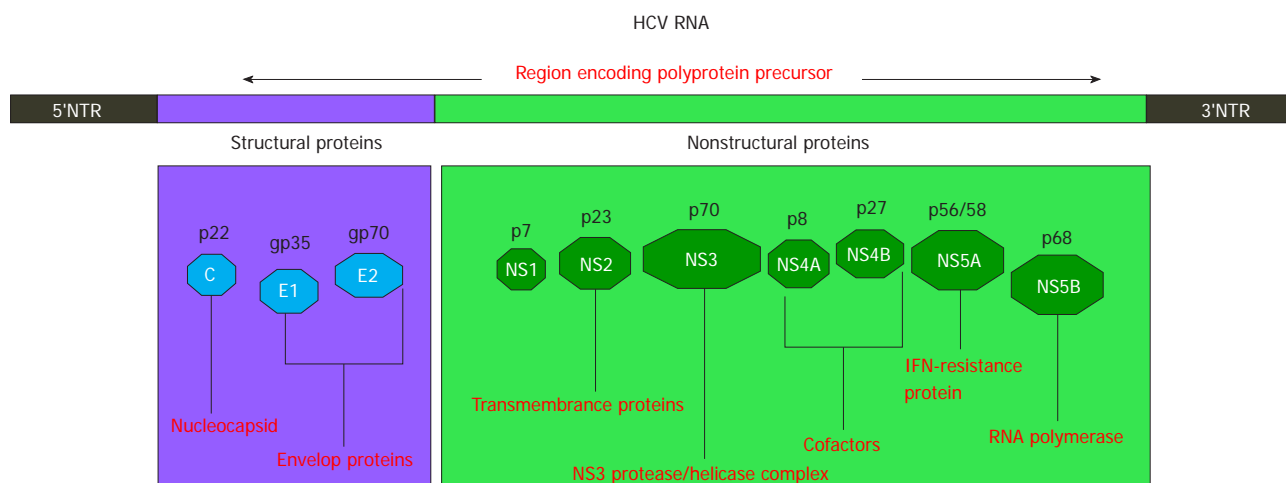 HCV RNA
Region encoding polyprotein precursor
5'NTR
3'NTR
Structural proteins
Nonstructural proteins
p22
gp35
gp70
C
E1
E2
Nucleocapsid
Envelop proteins
p7
p23
p70
p8
p27
p56/58
p68
NS1
NS2
NS3
NS4A
NS4B
NS5A
NS5B
Transmembrance proteins
NS3 protease/helicase complex
Cofactors
IFN-resistance
protein
RNA polymerase